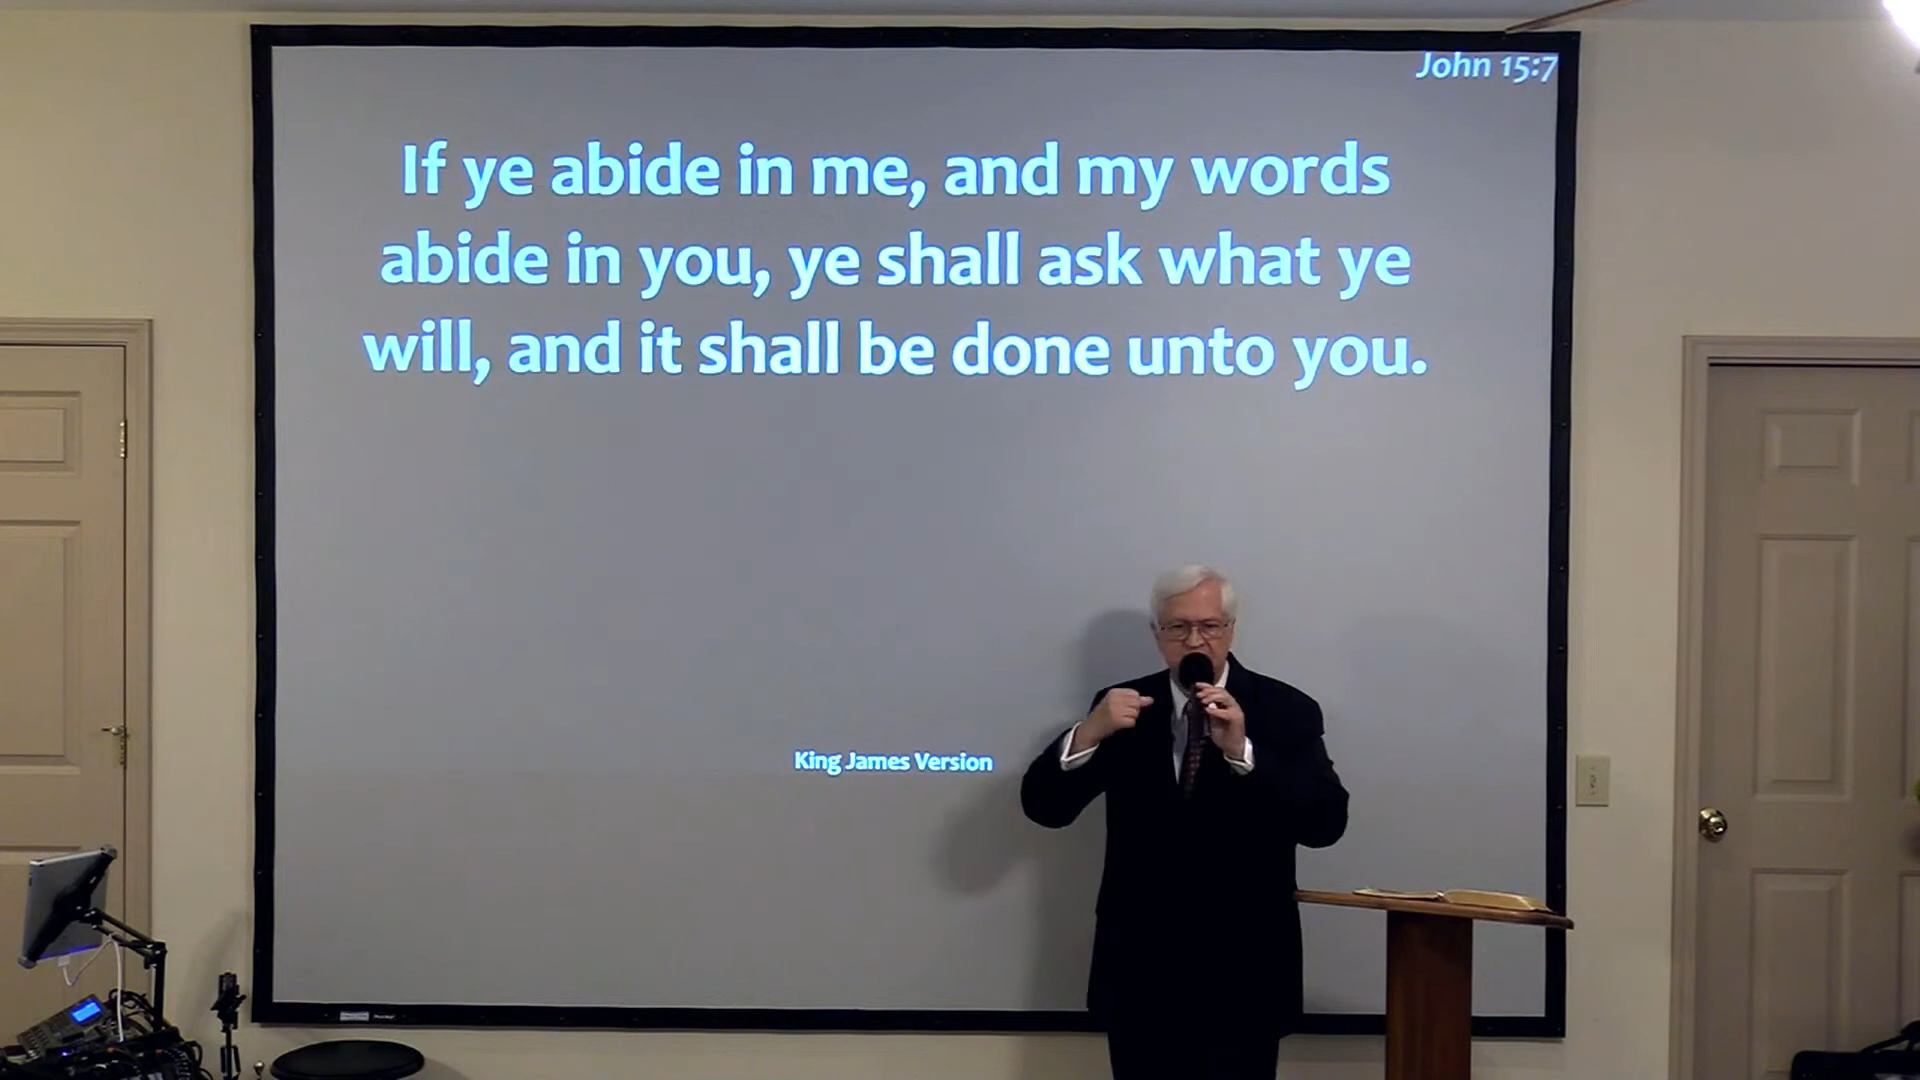 John 15:7
If ye abide in me, and my words
abide in you, ye shall ask what ye
will, and it shall be done unto you.
King James Version